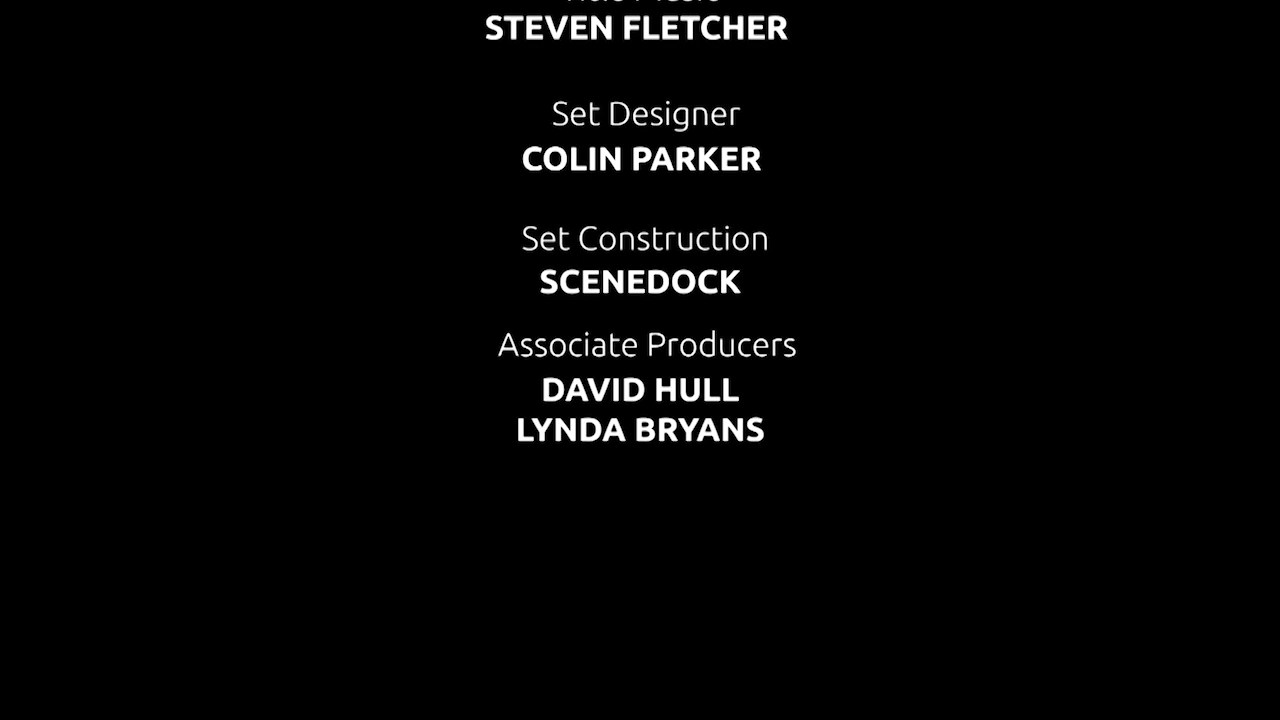 STEVEN FLETCHER
Set Designer
COLIN PARKER
Set Construction
SCENEDOCK
Associate Producers
DAVID HULL
LYNDA BRYANS